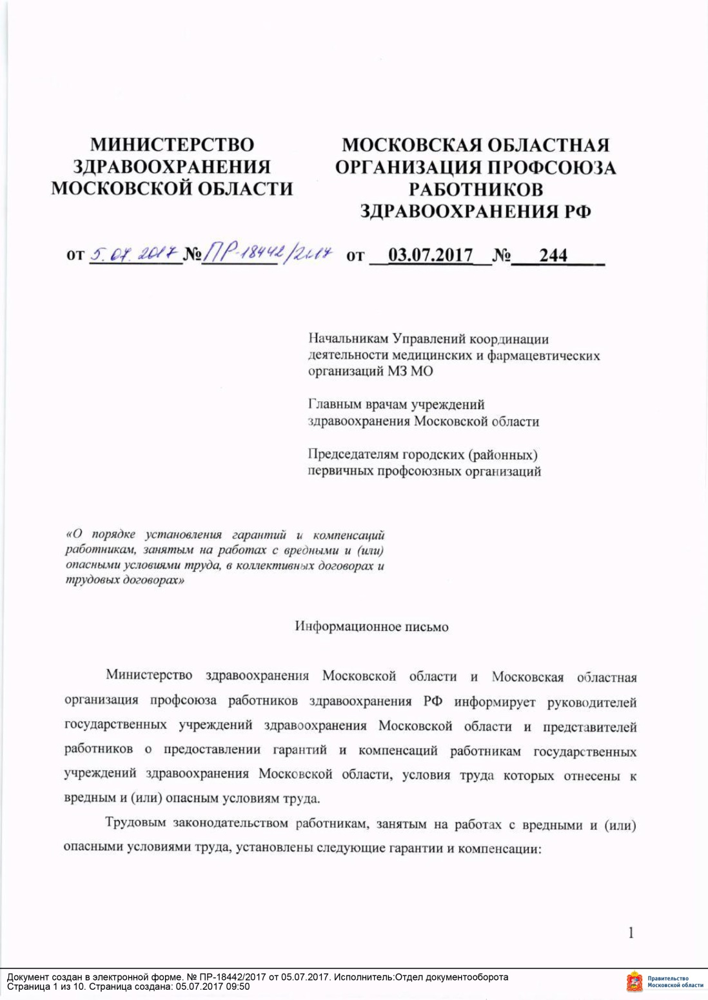 МИНИСТЕРСТВО
ЗДРАВООХРАНЕНИЯ
МОСКОВСКОЙ ОБЛАСТИ
от 5.07.2017 № ПР-18442/2017
МОСКОВСКАЯ ОБЛАСТНАЯ
ОРГАНИЗАЦИЯ ПРОФСОЮЗА
РАБОТНИКОВ
ЗДРАВООХРАНЕНИЯ РФ
от 03.07.2017 № 244
Начальникам Управлений координации
деятельности медицинских и фармацевтических
организаций МЗ МО
Главным врачам учреждений
здравоохранения Московской области
Председателям городских (районных)
первичных профсоюзных организаций
«О порядке установления гарантий и компенсаций
работникам, занятым на работах с вредными и (или)
опасными условиями труда, в коллективных договорах и
трудовых договорах»
Информационное письмо
Министерство здравоохранения Московской области и Московская областная
организация профсоюза работников здравоохранения РФ информирует руководителей
государственных учреждений здравоохранения Московской области и представителей
работников о предоставлении гарантий и компенсаций работникам государственных
учреждений здравоохранения Московской области, условия труда которых отнесены к
вредным и (или) опасным условиям труда.
Трудовым законодательством работникам, занятым на работах с вредными и (или)
опасными условиями труда, установлены следующие гарантии и компенсации:
1
Документ создан в электронной форме. № ПР-18442/2017 от 05.07.2017. Исполнитель:Отдел документооборота
Страница 1 из 10. Страница создана: 05.07.2017 09:50
Правительство
Московской области